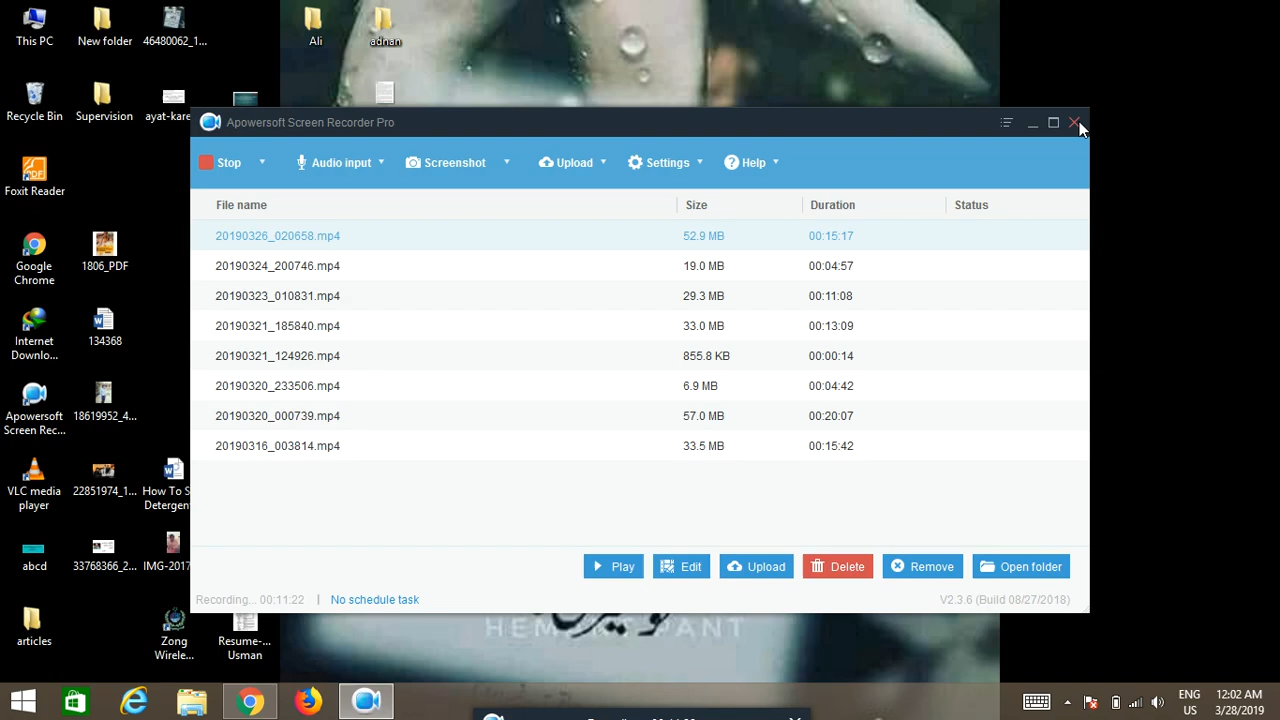 This PC
New folder
46480062_1...
Ali
adnan
Recycle Bin
Supervision
ayat-kare
Apowersoft Screen Recorder Pro
Stop
Audio input
Screenshot
Upload
Settings
Help
File name
Size
Duration
Status
20190326_020658.mp4
52.9 MB
00:15:17
20190324_200746.mp4
19.0 MB
00:04:57
20190323_010831.mp4
29.3 MB
00:11:08
20190321_185840.mp4
33.0 MB
00:13:09
20190321_124926.mp4
855.8 KB
00:00:14
20190320_233506.mp4
6.9 MB
00:04:42
20190320_000739.mp4
57.0 MB
00:20:07
20190316_003814.mp4
33.5 MB
00:15:42
Play
Edit
Upload
Delete
Remove
Open folder
Recording... 00:11:22
No schedule task
V2.3.6 (Build 08/27/2018)
Foxit Reader
Google
Chrome
1806_PDF
Internet
Downlo...
134368
Apowersoft
Screen Rec...
18619952_4...
VLC media
player
22851974_1...
How To S
Detergen
abcd
33768366_2...
IMG-2017
articles
Zong
Wirele...
Resume-...
Usman
ENG
US
12:02 AM
3/28/2019